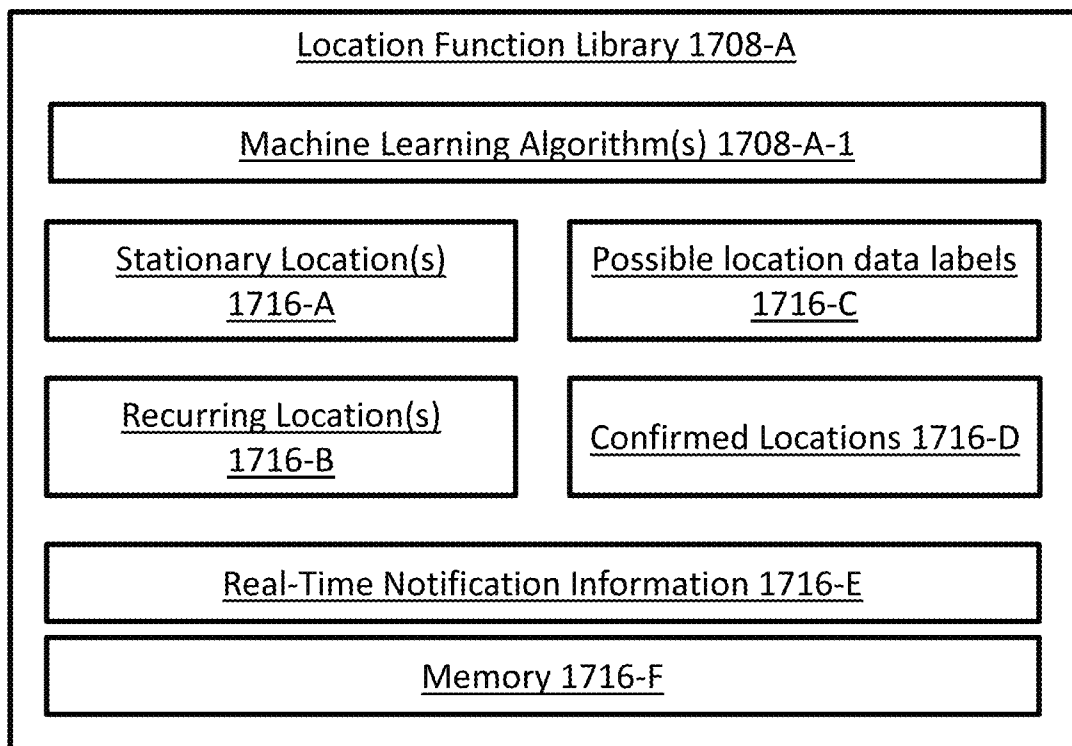 Location Function Library 1708-A
Machine Learning Algorithm(s) 1708-A-1
Stationary Location(s)
1716-A
Possible location data labels
1716-C
Recurring Location(s)
1716-B
Confirmed Locations 1716-D
Real-Time Notification Information 1716-E
Memory 1716-F